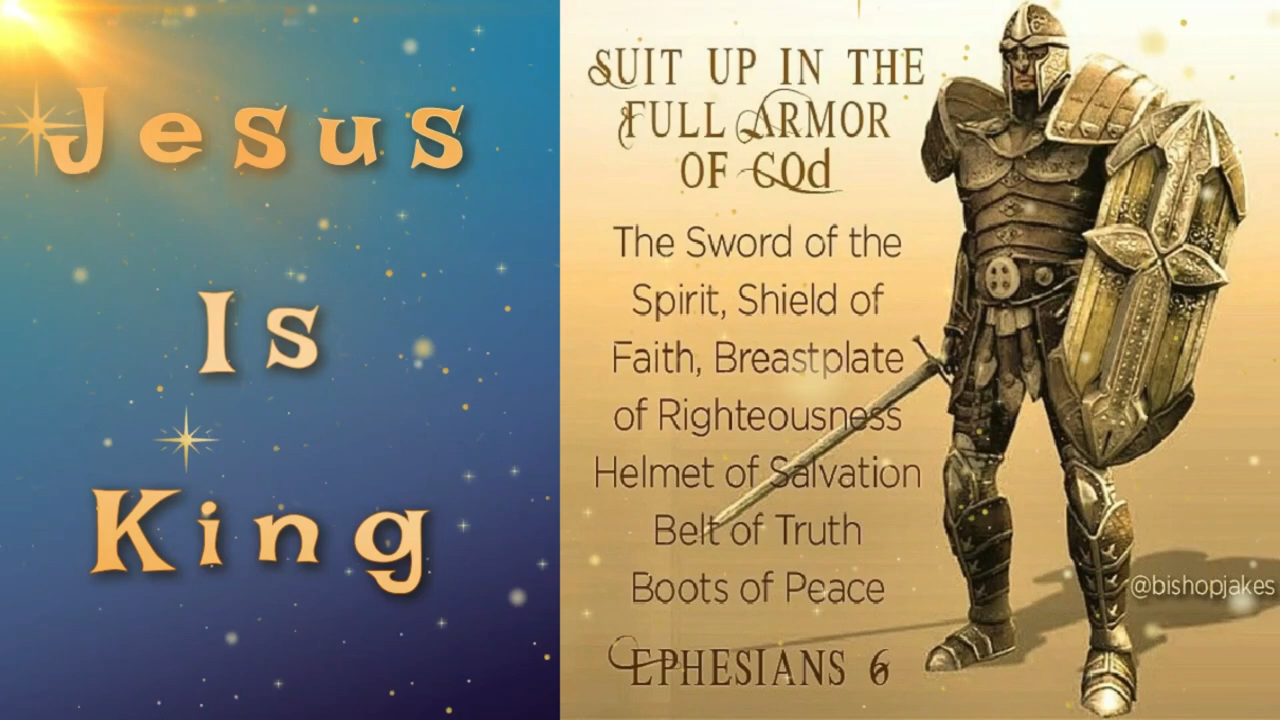 Jesus
Is
King
SUIT UP IN THE
FULL ARMOR
OF GOd
The Sword of the
Spirit, Shield of
Faith, Breastplate
of Righteousness
Helmet of Salvation
Belt of Truth
Boots of Peace
@bishopjakes
EPHESIANS 6